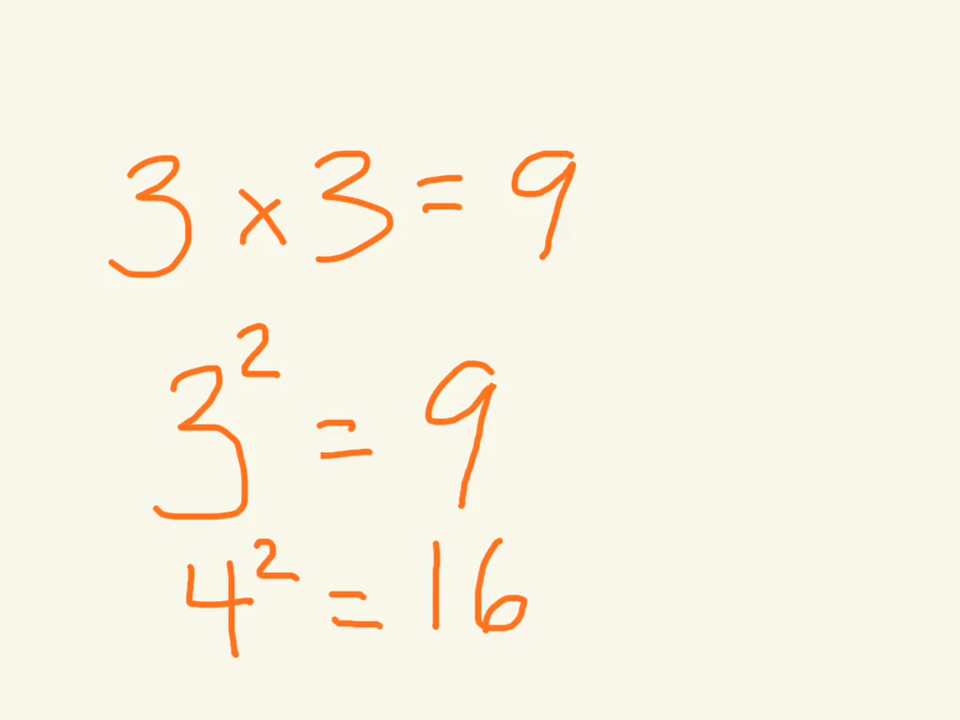 3 × 3 = 9
3² = 9
4² = 16